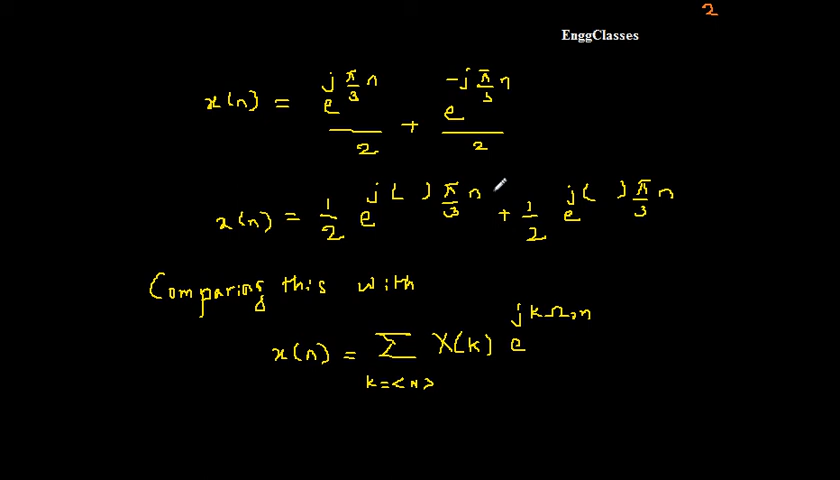 2
EnggClasses
x(n) = e^{j π/3 n}/2 + e^{-j π/3 n}/2
x(n) = 1/2 e^{j( ) π/3 n} + 1/2 e^{j( ) π/3 n}
Comparing this with
x(n) = Σ_{k=<N>} X(k) e^{jkΩ₀n}